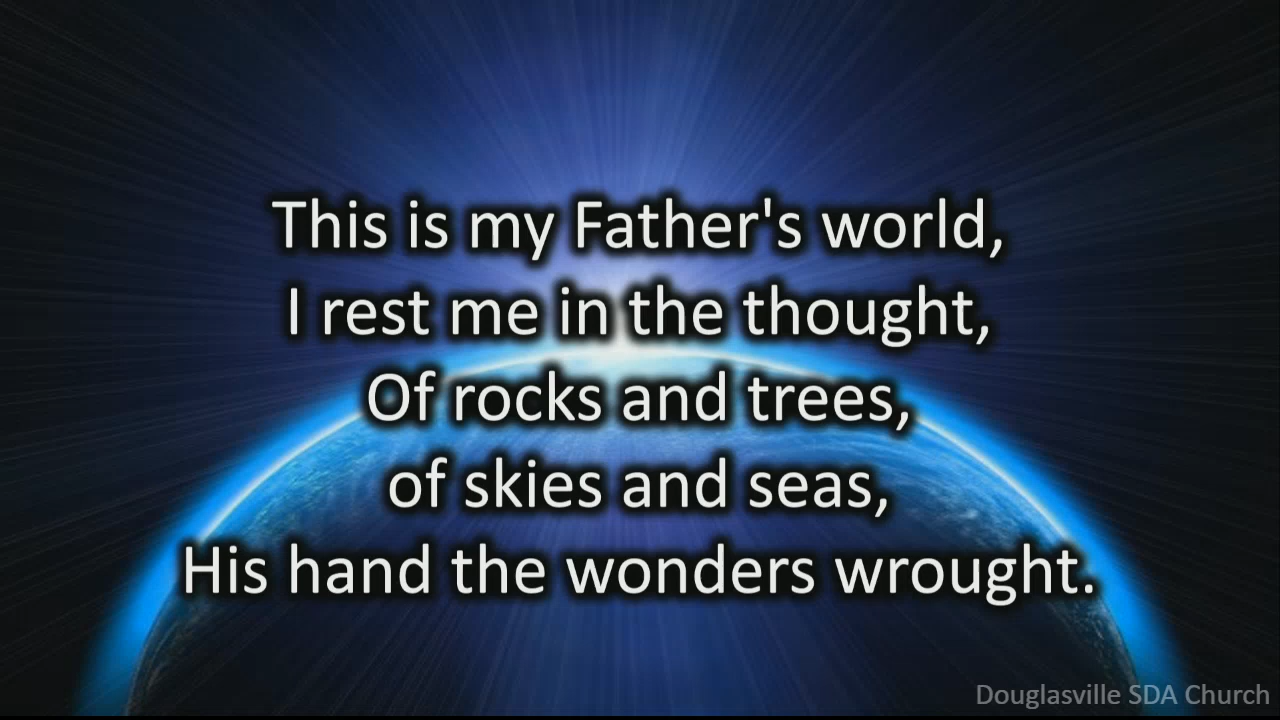 This is my Father's world,
I rest me in the thought,
Of rocks and trees,
of skies and seas,
His hand the wonders wrought.
Douglasville SDA Church